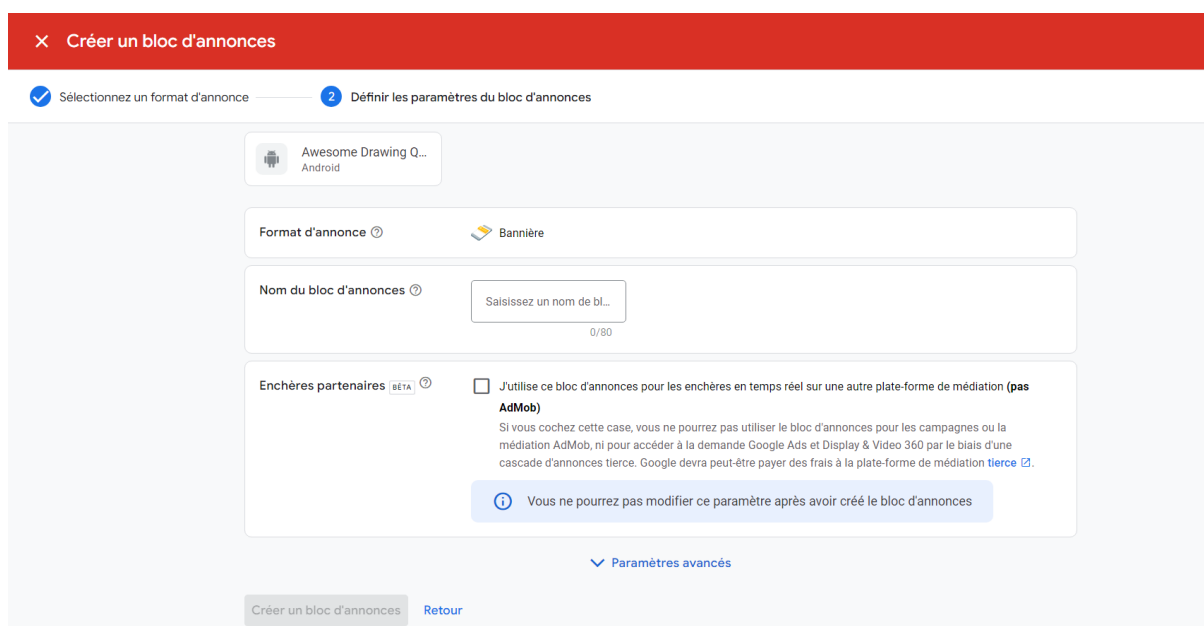 Créer un bloc d'annonces
Sélectionnez un format d'annonce
2 Définir les paramètres du bloc d'annonces
Awesome Drawing Q...
Android
Format d'annonce
Bannière
Nom du bloc d'annonces
Saisissez un nom de bl...
0/80
Enchères partenaires BÊTA
J'utilise ce bloc d'annonces pour les enchères en temps réel sur une autre plate-forme de médiation (pas
AdMob)
Si vous cochez cette case, vous ne pourrez pas utiliser le bloc d'annonces pour les campagnes ou la
médiation AdMob, ni pour accéder à la demande Google Ads et Display & Video 360 par le biais d'une
cascade d'annonces tierce. Google devra peut-être payer des frais à la plate-forme de médiation tierce.
Vous ne pourrez pas modifier ce paramètre après avoir créé le bloc d'annonces
Paramètres avancés
Créer un bloc d'annonces
Retour